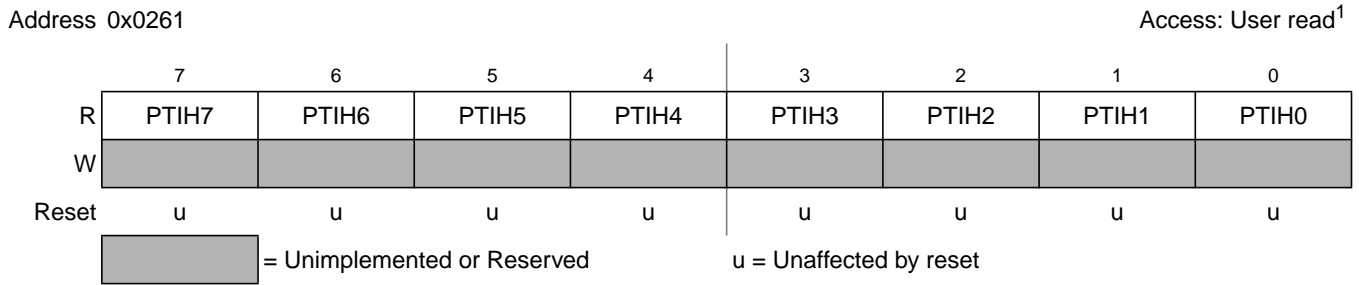 Address 0x0261 Access: User read1
7 6 5 4 3 2 1 0
R PTIH7 PTIH6 PTIH5 PTIH4 PTIH3 PTIH2 PTIH1 PTIH0
W
Reset u u u u u u u u
= Unimplemented or Reserved u = Unaffected by reset